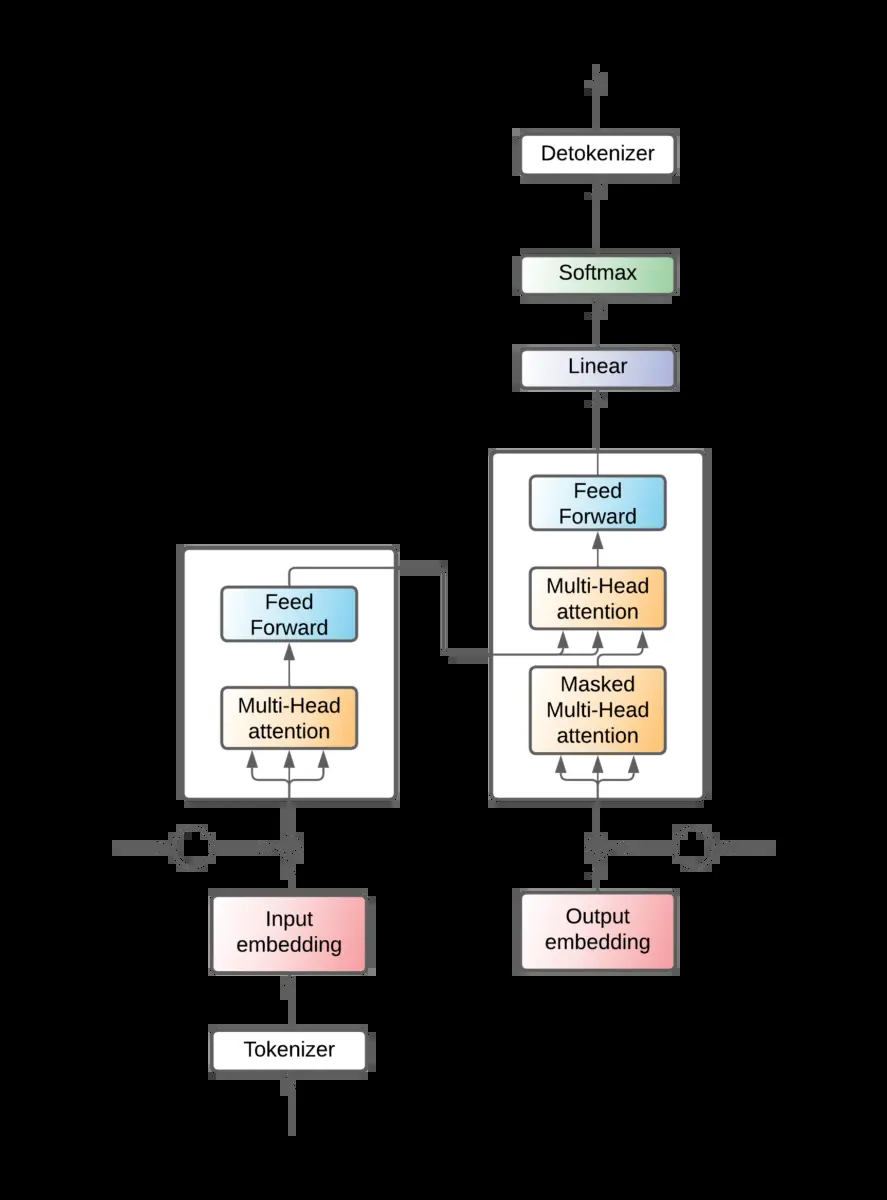 Detokenizer
Softmax
Linear
Feed
Forward
Multi-Head
attention
Masked
Multi-Head
attention
Output
embedding
Feed
Forward
Multi-Head
attention
Input
embedding
Tokenizer